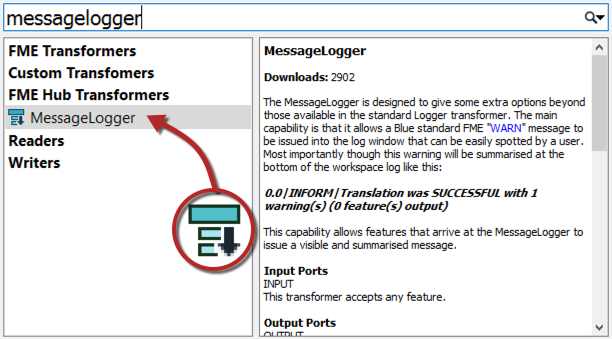 messagelogger
FME Transformers
Custom Transfomers
FME Hub Transformers
MessageLogger
Readers
Writers
MessageLogger
Downloads: 2902
The MessageLogger is designed to give some extra options beyond
those available in the standard Logger transformer. The main
capability is that it allows a Blue standard FME "WARN" message to
be issued into the log window that can be easily spotted by a user.
Most importantly though this warning will be summarised at the
bottom of the workspace log like this:
0.0|INFORM|Translation was SUCCESSFUL with 1
warning(s) (0 feature(s) output)
This capability allows features that arrive at the MessageLogger to
issue a visible and summarised message.
Input Ports
INPUT
This transformer accepts any feature.
Output Ports
OUTPUT